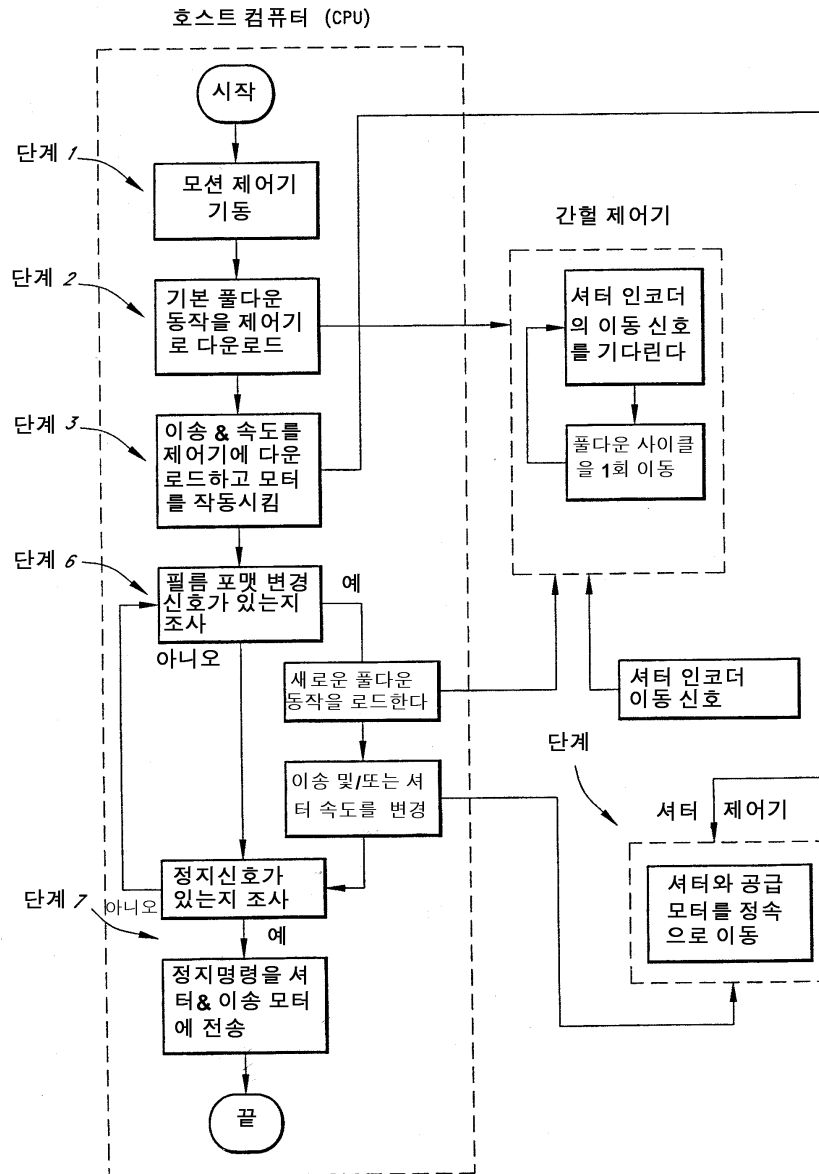 호스트 컴퓨터 (CPU)
시작
단계 1
모션 제어기
기동
단계 2
기본 풀다운
동작을 제어기
로 다운로드
단계 3
이송 & 속도를
제어기에 다운
로드하고 모터
를 작동시킴
단계 6
필름 포맷 변경
신호가 있는지
조사
예
아니오
새로운 풀다운
동작을 로드한다
이송 및/또는 셔
터 속도를 변경
정지신호가
있는지 조사
아니오
단계 7
예
정지명령을 셔
터& 이송 모터
에 전송
끝
간헐 제어기
셔터 인코더
의 이동 신호
를 기다린다
풀다운 사이클
을 1회 이동
셔터 인코더
이동 신호
단계
셔터 제어기
셔터와 공급
모터를 정속
으로 이동